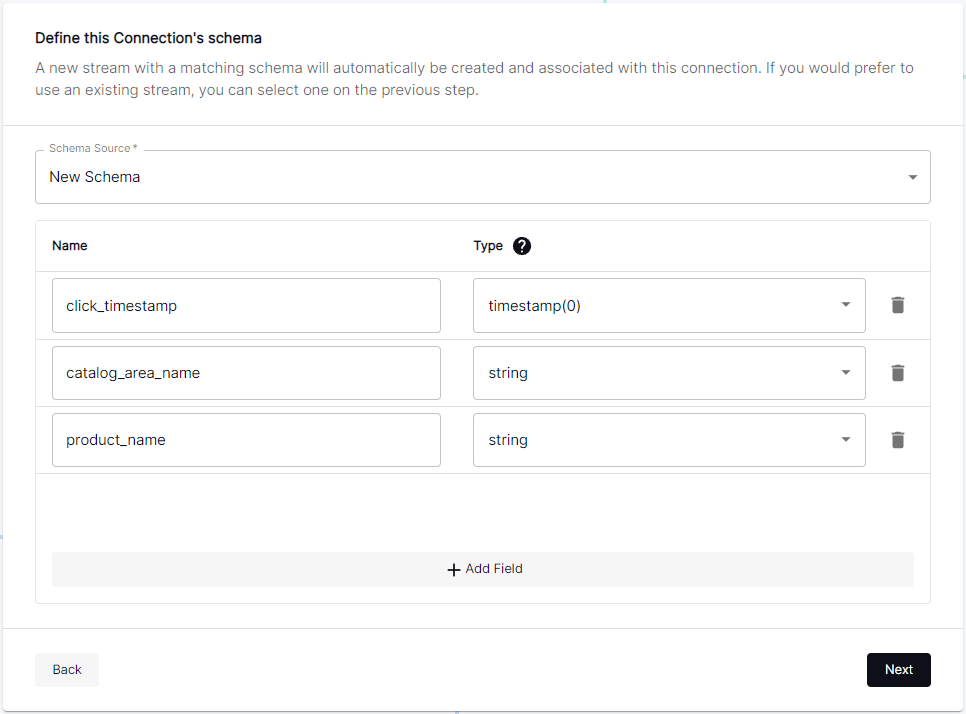 Define this Connection's schema
A new stream with a matching schema will automatically be created and associated with this connection. If you would prefer to
use an existing stream, you can select one on the previous step.
Schema Source *
New Schema
Name Type ?
click_timestamp timestamp(0)
catalog_area_name string
product_name string
+ Add Field
Back Next